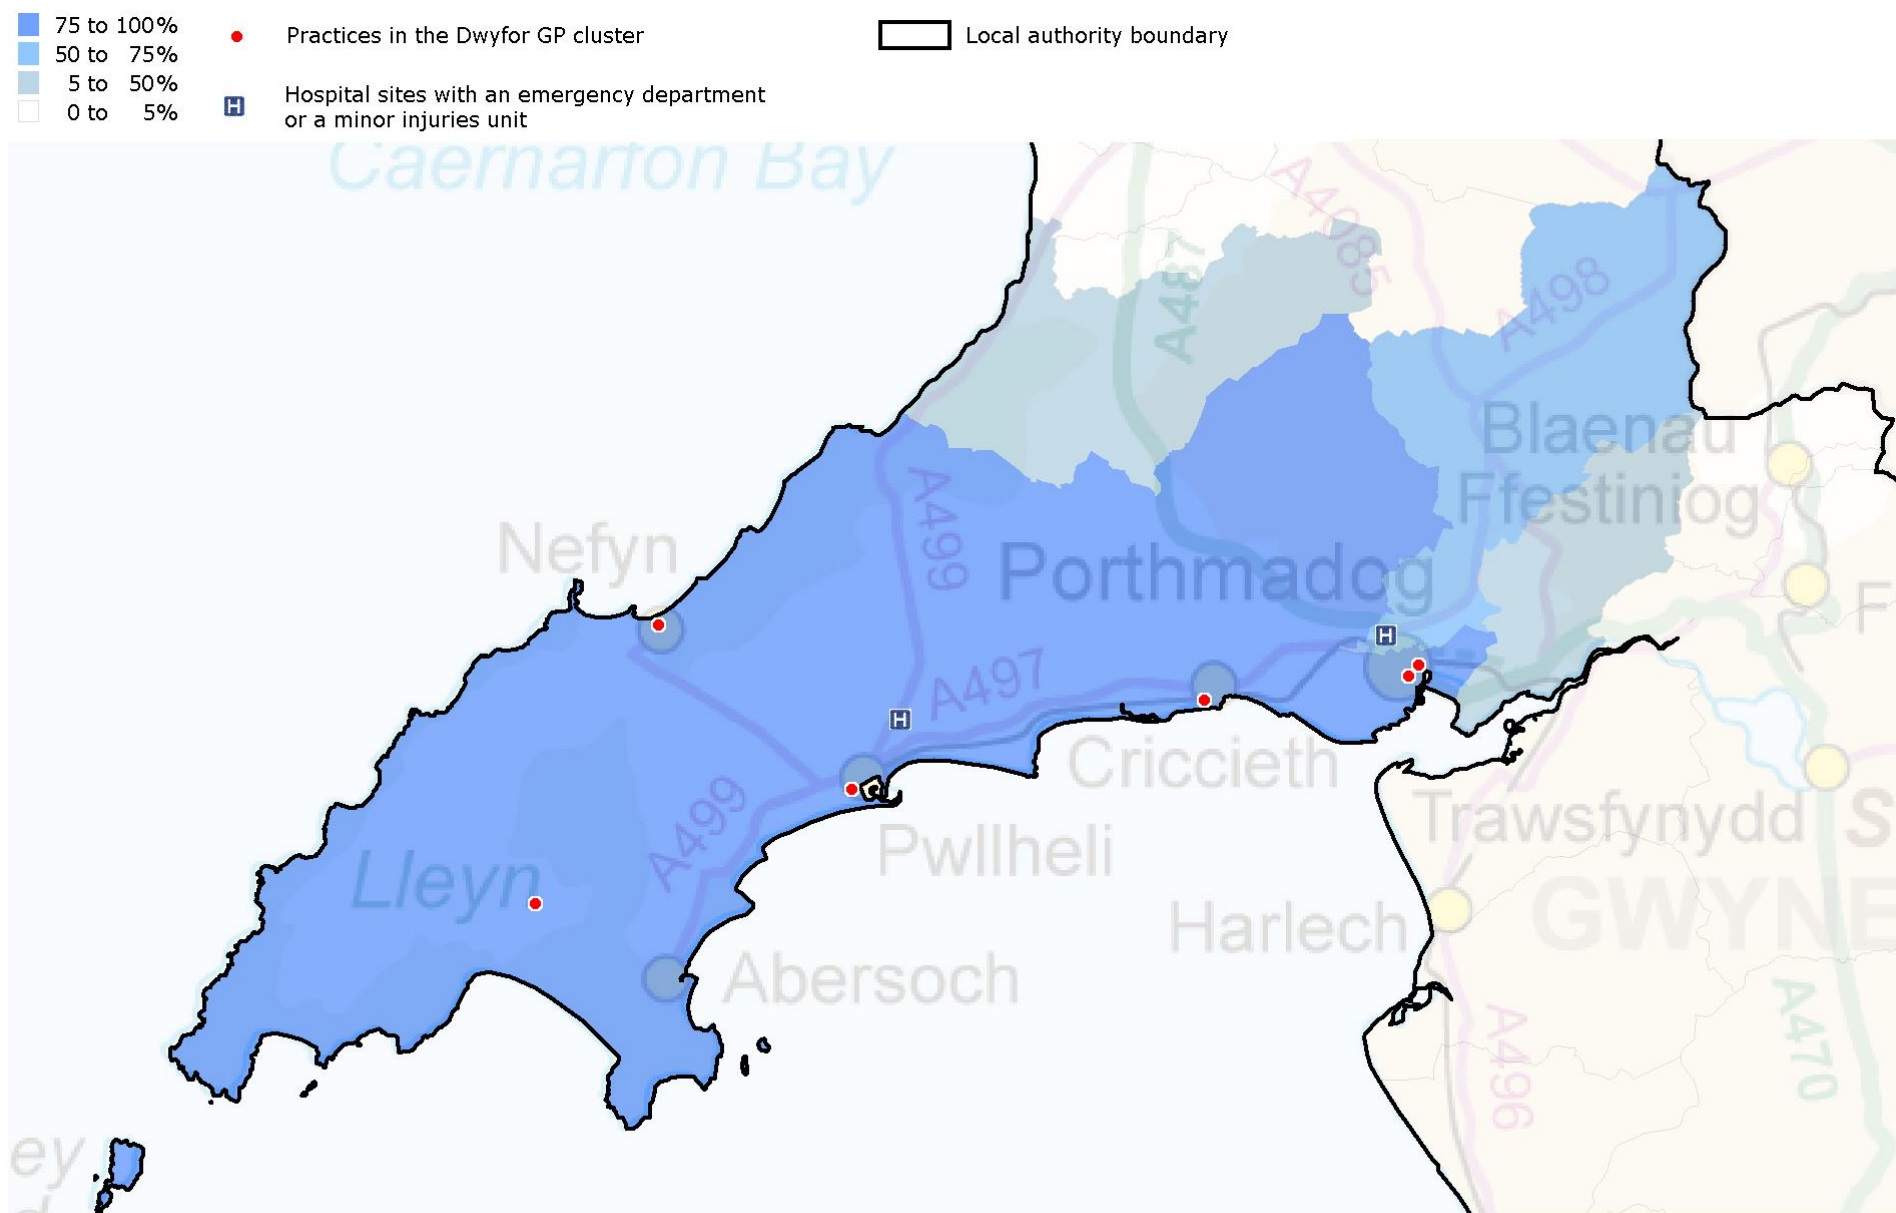 75 to 100%
50 to 75%
5 to 50%
0 to 5%
Practices in the Dwyfor GP cluster
Hospital sites with an emergency department
or a minor injuries unit
Local authority boundary
Caernarfon Bay
A4085
A487
A498
Blaenau
Ffestiniog
Nefyn
A499
Porthmadog
H
F
A497
H
Criccieth
A499
Pwllheli
Trawsfynydd
S
Lleyn
GWYNE
Harlech
Abersoch
A470
A496
ey
d